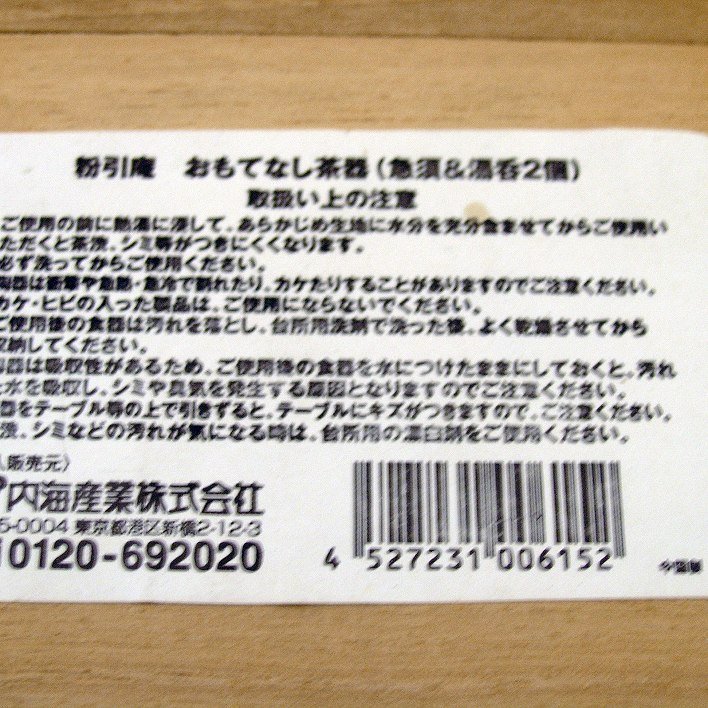 粉引庵 おもてなし茶器(急須&湯呑2個)
取扱い上の注意
ご使用の前に熱湯に浸して、あらかじめ生地に水分を充分含ませてからご使用い
ただくと茶渋、シミ等がつきにくくなります。
必ず洗ってからご使用ください。
陶器は衝撃や急熱・急冷で割れたり、カケたりすることがありますのでご注意ください。
カケ・ヒビの入った製品は、ご使用にならないでください。
ご使用後の食器は汚れを落とし、台所用洗剤で洗った後、よく乾燥させてから
収納してください。
陶器は吸収性があるため、ご使用後の食器を水につけたままにしておくと、汚れ
た水を吸収し、シミや臭気を発生する原因となりますのでご注意ください。
器をテーブル等の上で引きずると、テーブルにキズがつきますので、ご注意ください。
渋、シミなどの汚れが気になる時は、台所用の漂白剤をご使用ください。
販売元〉
内海産業株式会社
5-0004 東京都港区新橋2-12-3
0120-692020
4 527231 006152
中国製